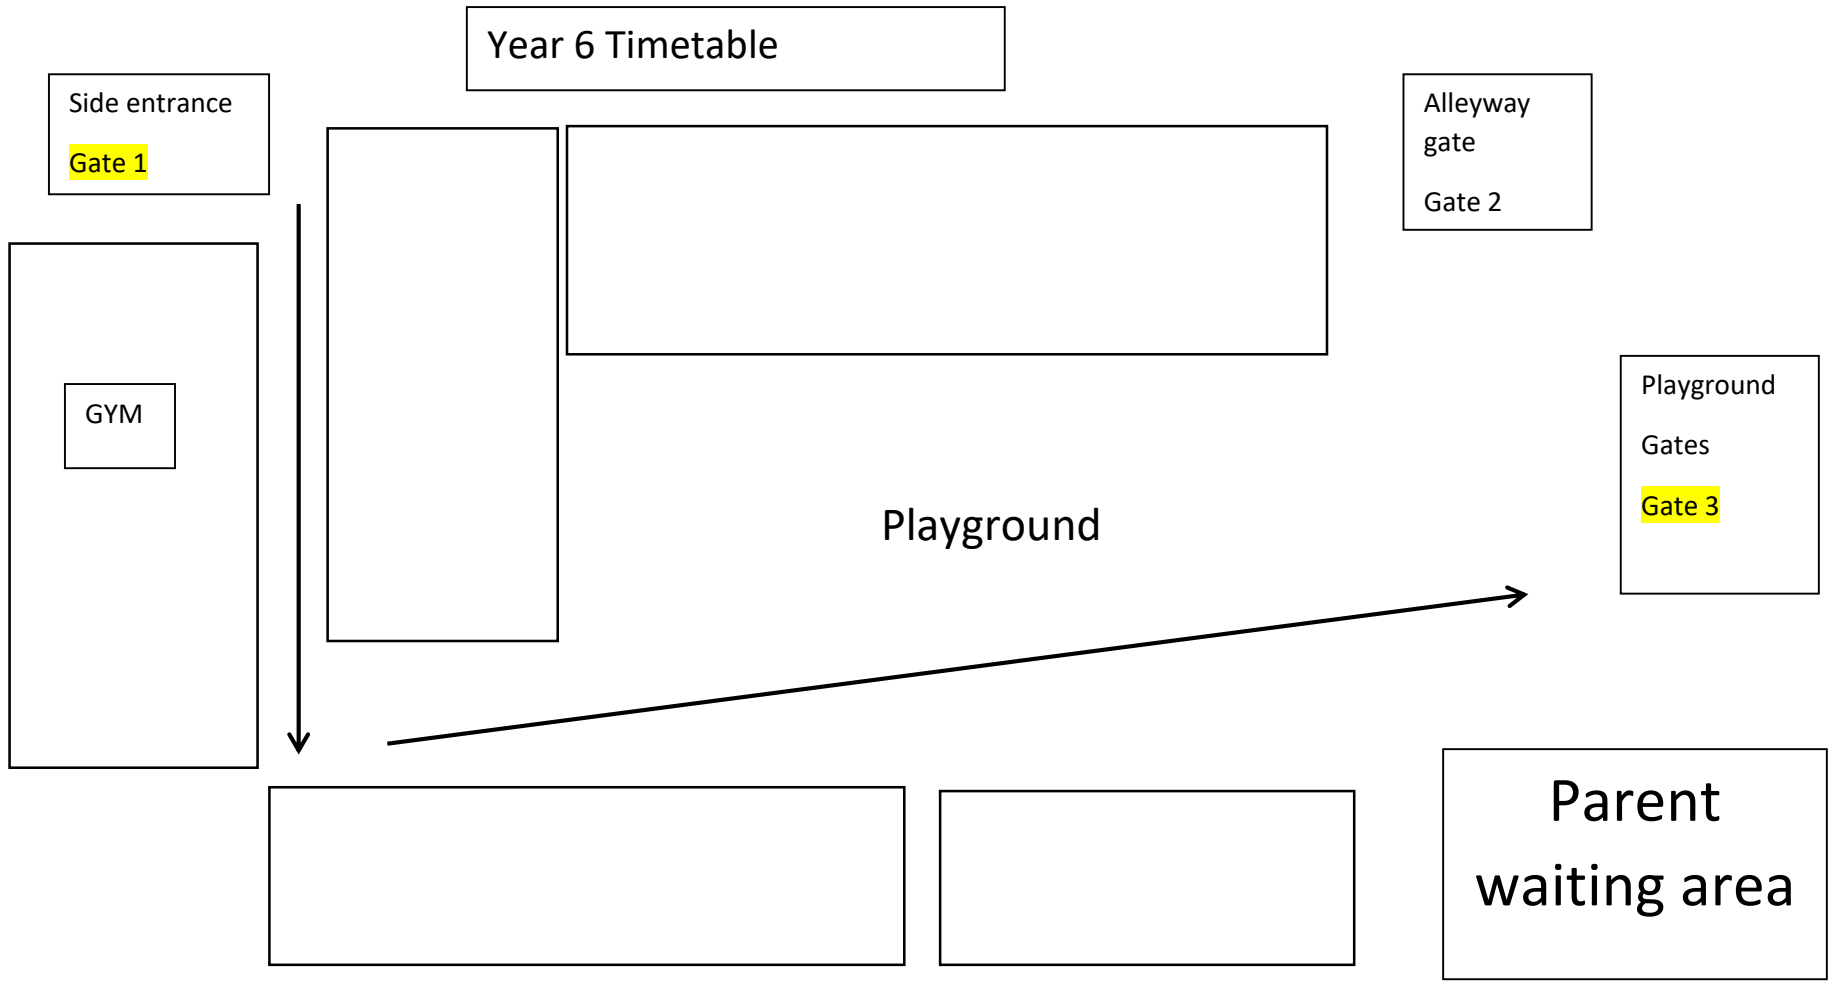 Year 6 Timetable
Side entrance
Gate 1
Alleyway
gate
Gate 2
GYM
Playground
Gates
Gate 3
Playground
Parent
waiting area